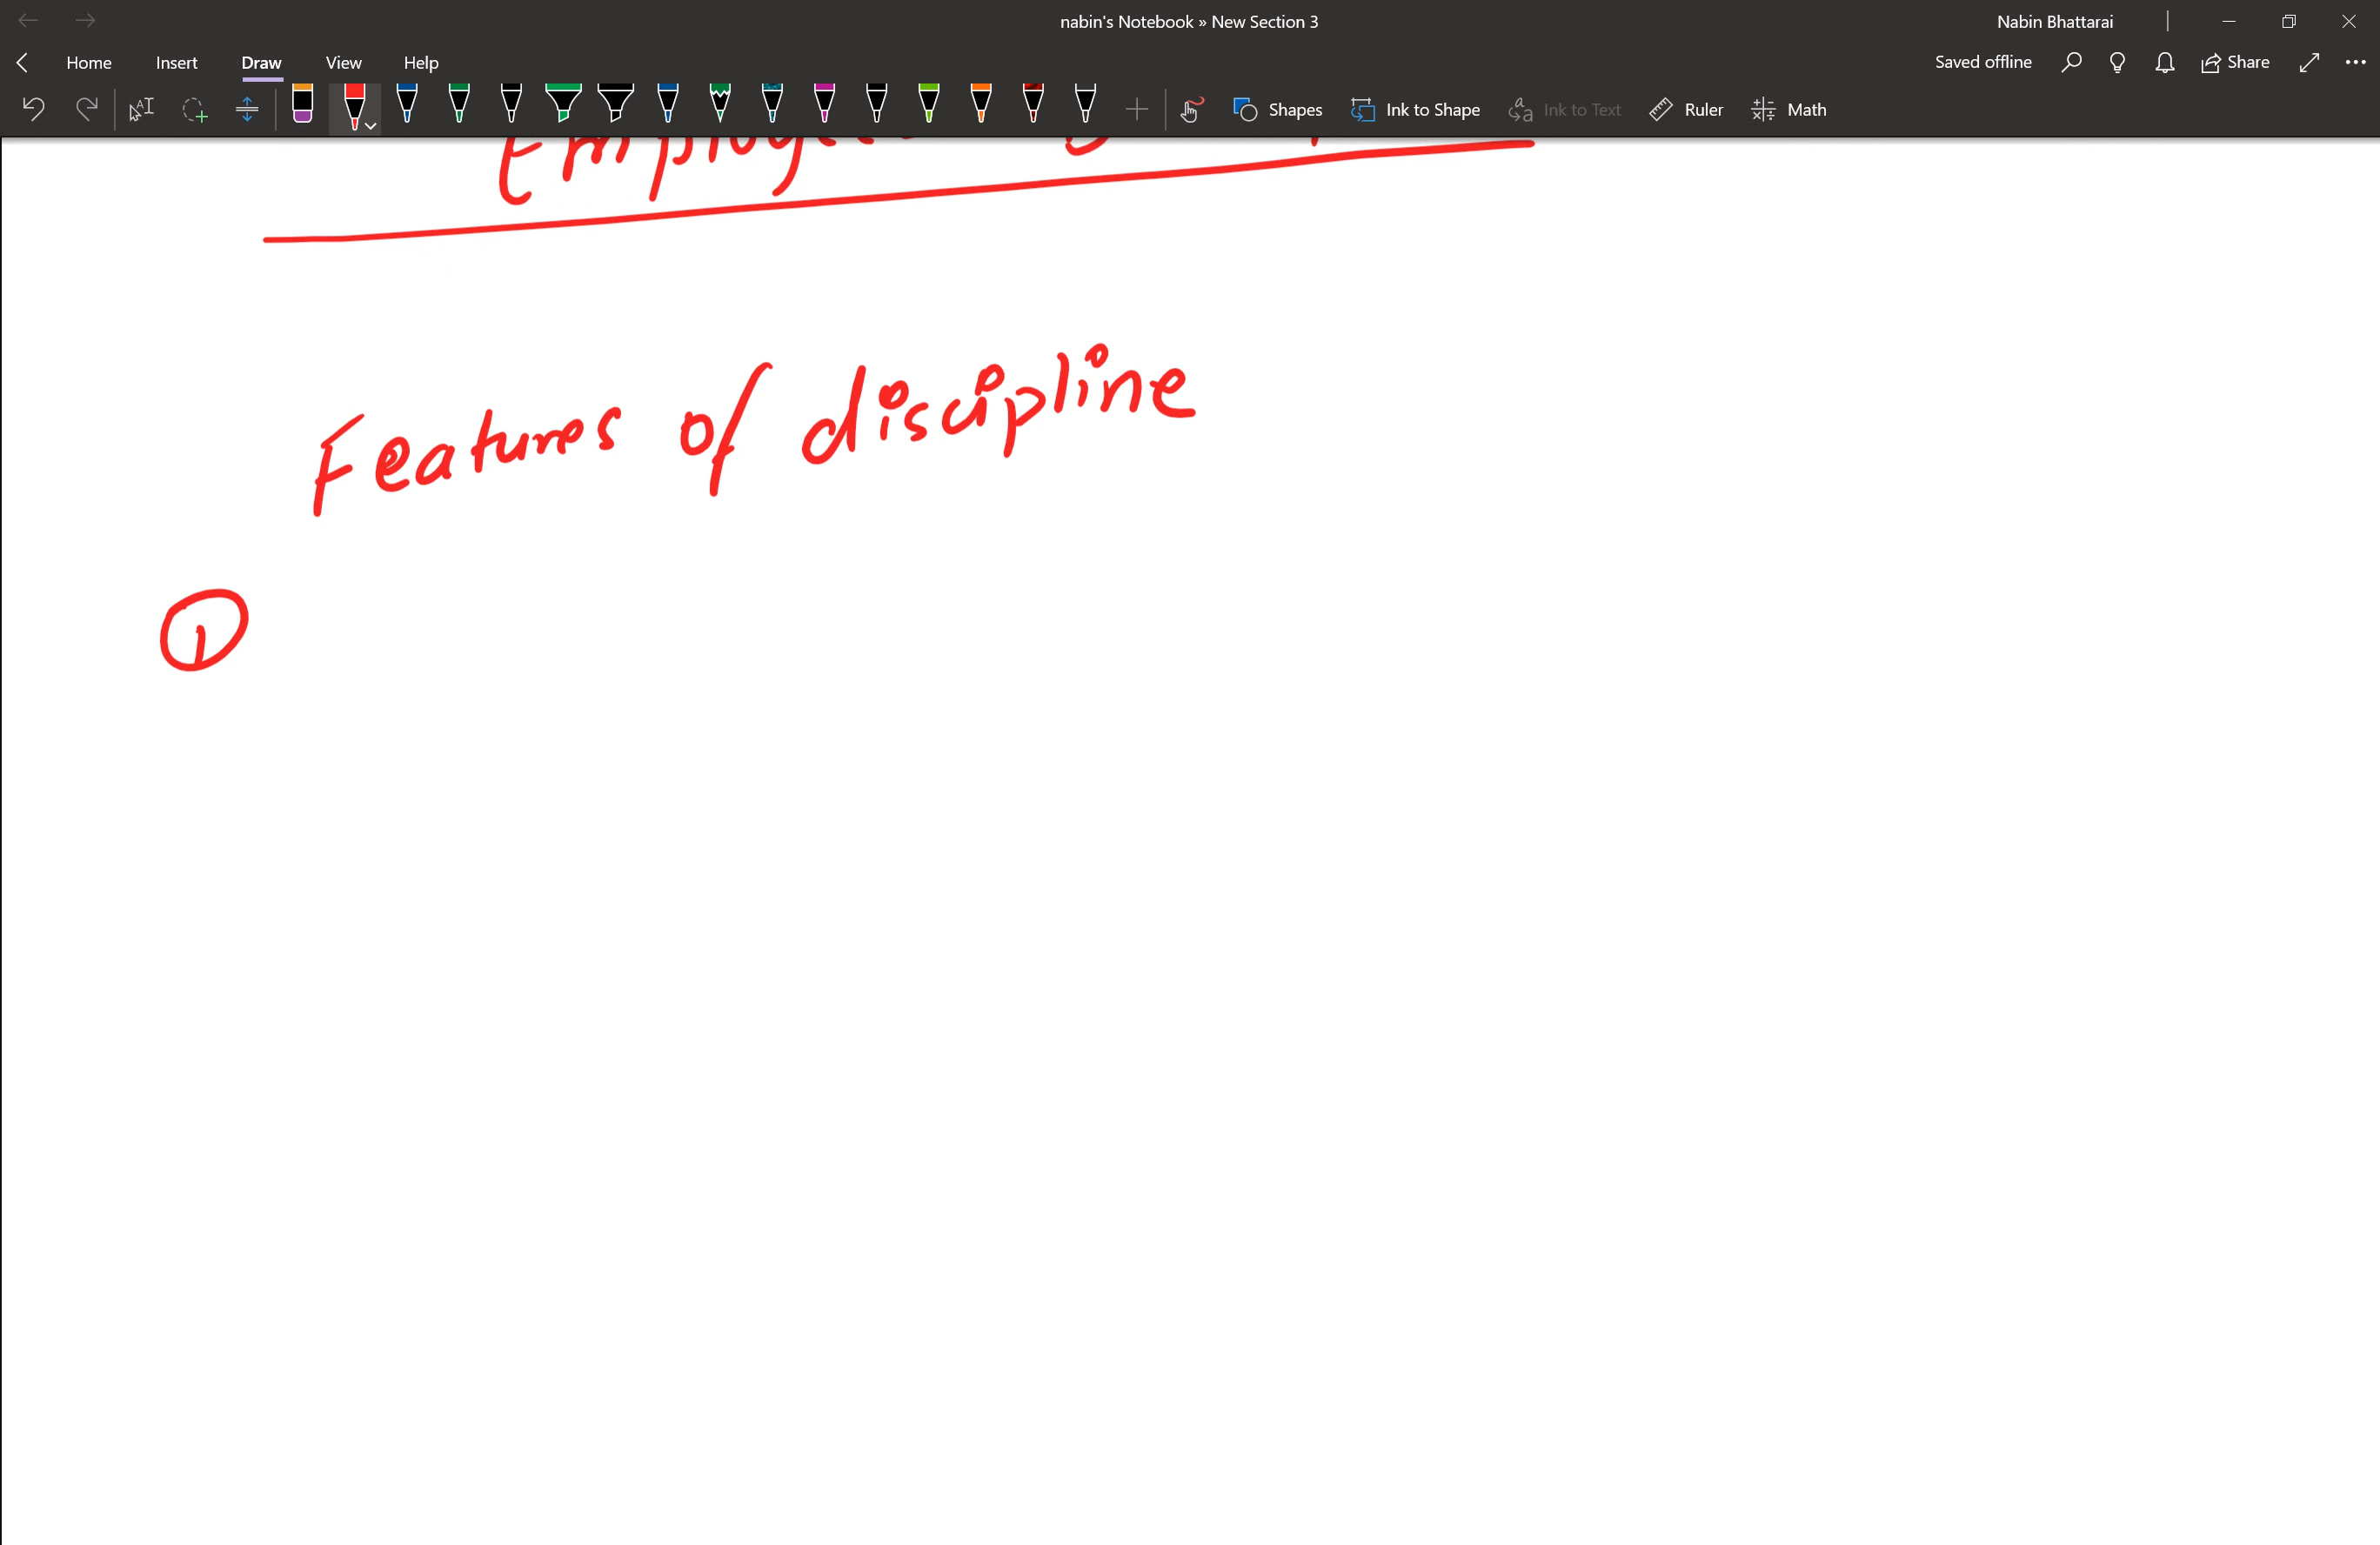 nabin's Notebook » New Section 3
Nabin Bhattarai
Home Insert Draw View Help
Saved offline
Share
Shapes
Ink to Shape
Ink to Text
Ruler
Math
Features of discipline
1